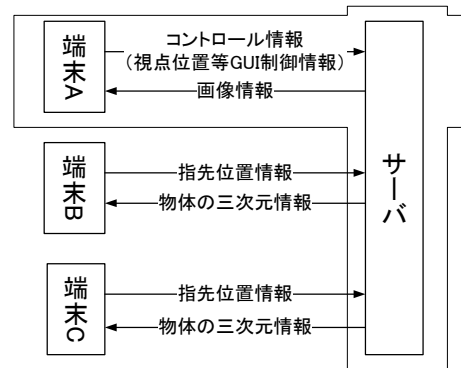 端末A
コントロール情報
(視点位置等GUI制御情報)
画像情報
端末B
指先位置情報
物体の三次元情報
端末C
指先位置情報
物体の三次元情報
サーバ